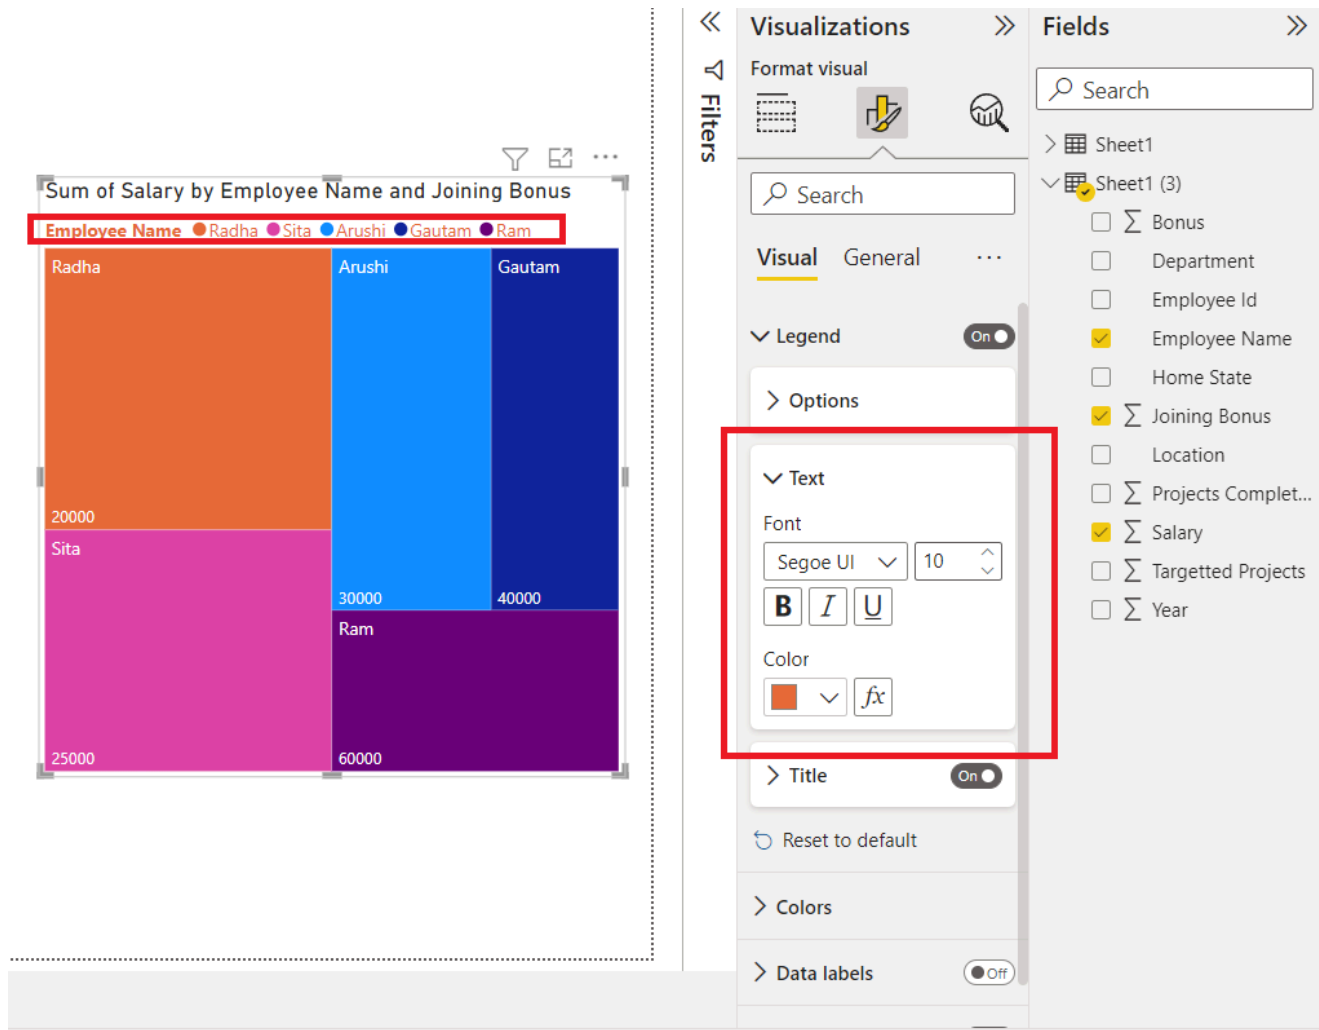 Sum of Salary by Employee Name and Joining Bonus
Employee Name Radha Sita Arushi Gautam Ram
Radha
20000
Sita
25000
Arushi
30000
Gautam
40000
Ram
60000
Filters
Visualizations
Format visual
Search
Visual General ...
Legend On
Options
Text
Font
Segoe UI 10
B I U
Color
fx
Title On
Reset to default
Colors
Data labels Off
Fields
Search
Sheet1
Sheet1 (3)
∑ Bonus
Department
Employee Id
Employee Name
Home State
∑ Joining Bonus
Location
∑ Projects Complet...
∑ Salary
∑ Targetted Projects
∑ Year